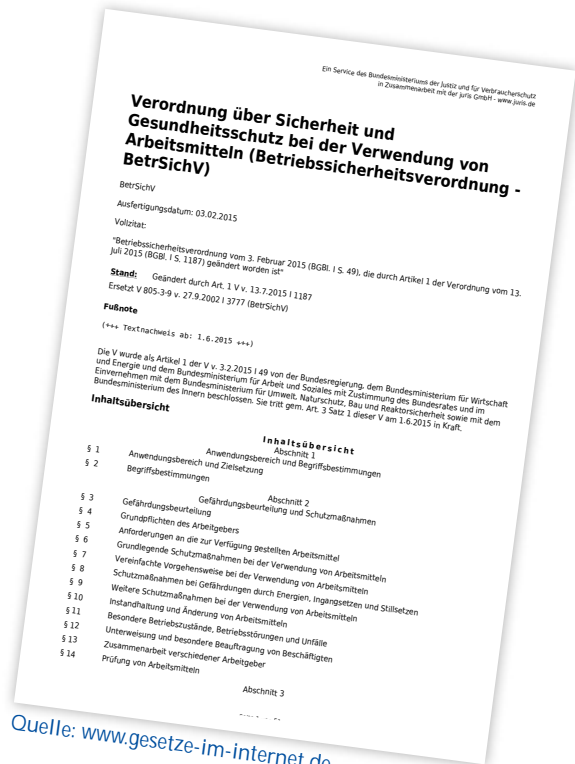 Ein Service des Bundesministeriums der Justiz und für Verbraucherschutz
in Zusammenarbeit mit der juris GmbH - www.juris.de
Verordnung über Sicherheit und
Gesundheitsschutz bei der Verwendung von
Arbeitsmitteln (Betriebssicherheitsverordnung -
BetrSichV)
BetrSichV
Ausfertigungsdatum: 03.02.2015
Vollzitat:
"Betriebssicherheitsverordnung vom 3. Februar 2015 (BGBl. I S. 49), die durch Artikel 1 der Verordnung vom 13.
Juli 2015 (BGBl. I S. 1187) geändert worden ist"
Stand: Geändert durch Art. 1 V v. 13.7.2015 I 1187
Ersetzt V 805-3-9 v. 27.9.2002 I 3777 (BetrSichV)
Fußnote
(+++ Textnachweis ab: 1.6.2015 +++)
Die V wurde als Artikel 1 der V v. 3.2.2015 I 49 von der Bundesregierung, dem Bundesministerium für Wirtschaft
und Energie und dem Bundesministerium für Arbeit und Soziales mit Zustimmung des Bundesrates und im
Einvernehmen mit dem Bundesministerium für Umwelt, Naturschutz, Bau und Reaktorsicherheit sowie mit dem
Bundesministerium des Innern beschlossen. Sie tritt gem. Art. 3 Satz 1 dieser V am 1.6.2015 in Kraft.
Inhaltsübersicht
Inhaltsübersicht
Abschnitt 1
Anwendungsbereich und Begriffsbestimmungen
§ 1 Anwendungsbereich und Zielsetzung
§ 2 Begriffsbestimmungen
Abschnitt 2
Gefährdungsbeurteilung und Schutzmaßnahmen
§ 3 Gefährdungsbeurteilung
§ 4 Grundpflichten des Arbeitgebers
§ 5 Anforderungen an die zur Verfügung gestellten Arbeitsmittel
§ 6 Grundlegende Schutzmaßnahmen bei der Verwendung von Arbeitsmitteln
§ 7 Vereinfachte Vorgehensweise bei der Verwendung von Arbeitsmitteln
§ 8 Schutzmaßnahmen bei Gefährdungen durch Energien, Ingangsetzen und Stillsetzen
§ 9 Weitere Schutzmaßnahmen bei der Verwendung von Arbeitsmitteln
§ 10 Instandhaltung und Änderung von Arbeitsmitteln
§ 11 Besondere Betriebszustände, Betriebsstörungen und Unfälle
§ 12 Unterweisung und besondere Beauftragung von Beschäftigten
§ 13 Zusammenarbeit verschiedener Arbeitgeber
§ 14 Prüfung von Arbeitsmitteln
Abschnitt 3
Quelle: www.gesetze-im-internet.de